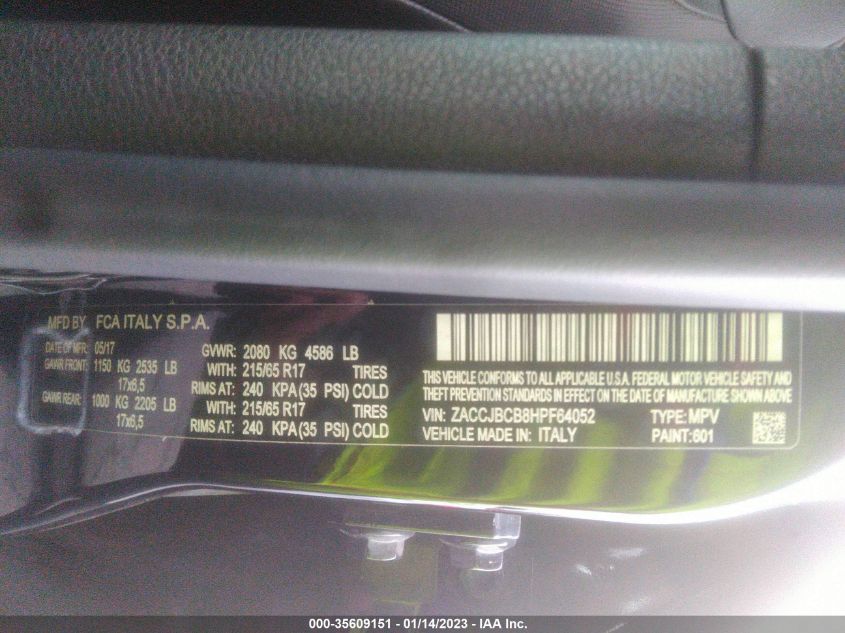 MFD BY FCA ITALY S.P.A.
DATE OF MFR: 05/17
GAWR FRONT: 1150 KG 2535 LB
17x6,5
GAWR REAR: 1000 KG 2205 LB
17x6,5
GVWR: 2080 KG 4586 LB
WITH: 215/65 R17 TIRES
RIMS AT: 240 KPA (35 PSI) COLD
WITH: 215/65 R17 TIRES
RIMS AT: 240 KPA (35 PSI) COLD
THIS VEHICLE CONFORMS TO ALL APPLICABLE U.S.A. FEDERAL MOTOR VEHICLE SAFETY AND
THEFT PREVENTION STANDARDS IN EFFECT ON THE DATE OF MANUFACTURE SHOWN ABOVE
VIN: ZACCJBCB8HPF64052 TYPE: MPV
VEHICLE MADE IN: ITALY PAINT: 601
000-35609151 - 01/14/2023 - IAA Inc.